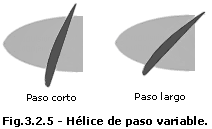 Paso corto
Paso largo
Fig.3.2.5 - Hélice de paso variable.